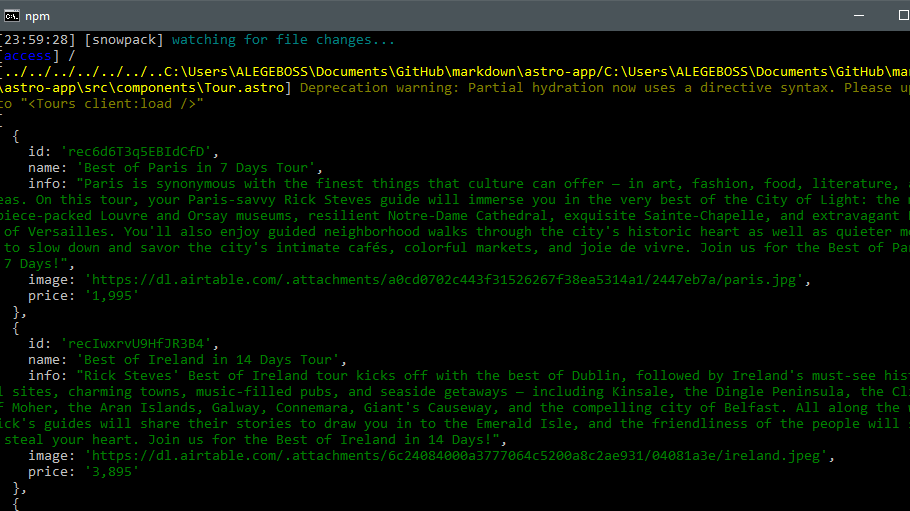 npm
[23:59:28] [snowpack] watching for file changes...
[access] /
[../../../../../../..C:\Users\ALEGEBOSS\Documents\GitHub\markdown\astro-app/C:\Users\ALEGEBOSS\Documents\GitHub\mar
\astro-app\src\components\Tour.astro] Deprecation warning: Partial hydration now uses a directive syntax. Please up
to "<Tours client:load />"
[
{
id: 'rec6d6T3q5EBIdCfD',
name: 'Best of Paris in 7 Days Tour',
info: "Paris is synonymous with the finest things that culture can offer — in art, fashion, food, literature,
eas. On this tour, your Paris-savvy Rick Steves guide will immerse you in the very best of the City of Light: the
piece-packed Louvre and Orsay museums, resilient Notre-Dame Cathedral, exquisite Sainte-Chapelle, and extravagant
of Versailles. You'll also enjoy guided neighborhood walks through the city's historic heart as well as quieter mo
to slow down and savor the city's intimate cafés, colorful markets, and joie de vivre. Join us for the Best of Par
7 Days!",
image: 'https://dl.airtable.com/.attachments/a0cd0702c443f31526267f38ea5314a1/2447eb7a/paris.jpg',
price: '1,995'
},
{
id: 'recIwxrvU9HfJR3B4',
name: 'Best of Ireland in 14 Days Tour',
info: "Rick Steves' Best of Ireland tour kicks off with the best of Dublin, followed by Ireland's must-see his
l sites, charming towns, music-filled pubs, and seaside getaways — including Kinsale, the Dingle Peninsula, the Cl
f Moher, the Aran Islands, Galway, Connemara, Giant's Causeway, and the compelling city of Belfast. All along the
ick's guides will share their stories to draw you in to the Emerald Isle, and the friendliness of the people will
steal your heart. Join us for the Best of Ireland in 14 Days!",
image: 'https://dl.airtable.com/.attachments/6c24084000a3777064c5200a8c2ae931/04081a3e/ireland.jpeg',
price: '3,895'
},
{